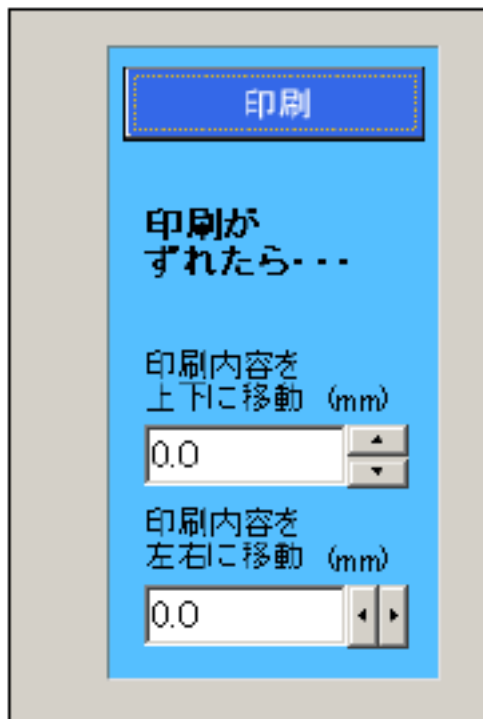 印刷
印刷が
ずれたら･･･
印刷内容を
上下に移動 (mm)
0.0
印刷内容を
左右に移動 (mm)
0.0